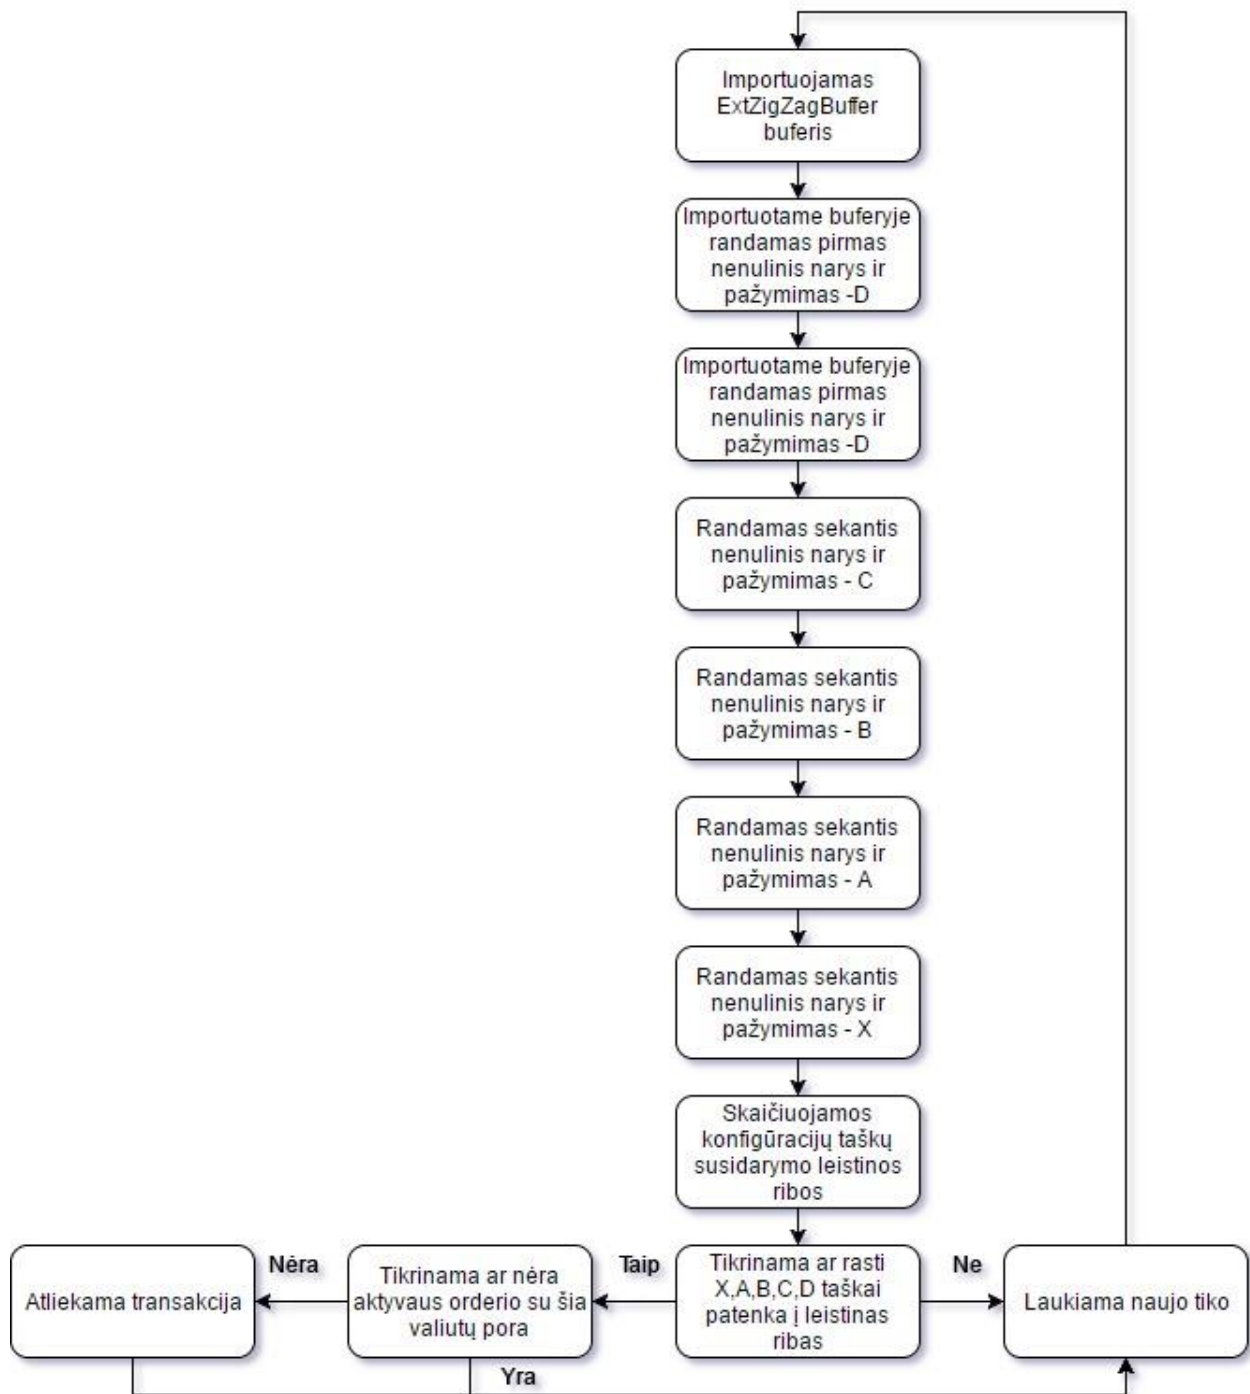 Importuojamas
ExtZigZagBuffer
buferis
Importuotame buferyje
randamas pirmas
nenulinis narys ir
pažymimas -D
Importuotame buferyje
randamas pirmas
nenulinis narys ir
pažymimas -D
Randamas sekantis
nenulinis narys ir
pažymimas - C
Randamas sekantis
nenulinis narys ir
pažymimas - B
Randamas sekantis
nenulinis narys ir
pažymimas - A
Randamas sekantis
nenulinis narys ir
pažymimas - X
Skaičiuojamos
konfigūracijų taškų
susidarymo leistinos
ribos
Atliekama transakcija
Nėra
Tikrinama ar nėra
aktyvaus orderio su šia
valiutų pora
Taip
Tikrinama ar rasti
X,A,B,C,D taškai
patenka į leistinas
ribas
Ne
Laukiama naujo tiko
Yra